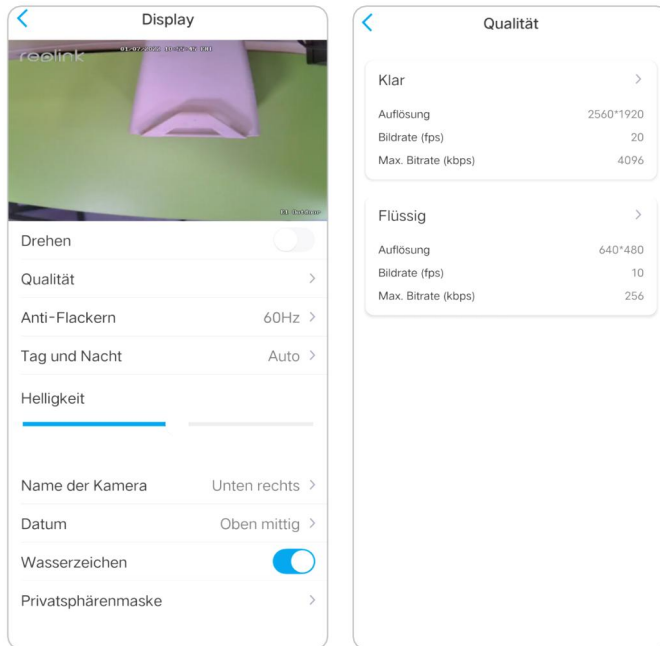 Display
reolink
Drehen
Qualität
Anti-Flackern 60Hz
Tag und Nacht Auto
Helligkeit
Name der Kamera Unten rechts
Datum Oben mittig
Wasserzeichen
Privatsphärenmaske
Qualität
Klar
Auflösung 2560*1920
Bildrate (fps) 20
Max. Bitrate (kbps) 4096
Flüssig
Auflösung 640*480
Bildrate (fps) 10
Max. Bitrate (kbps) 256